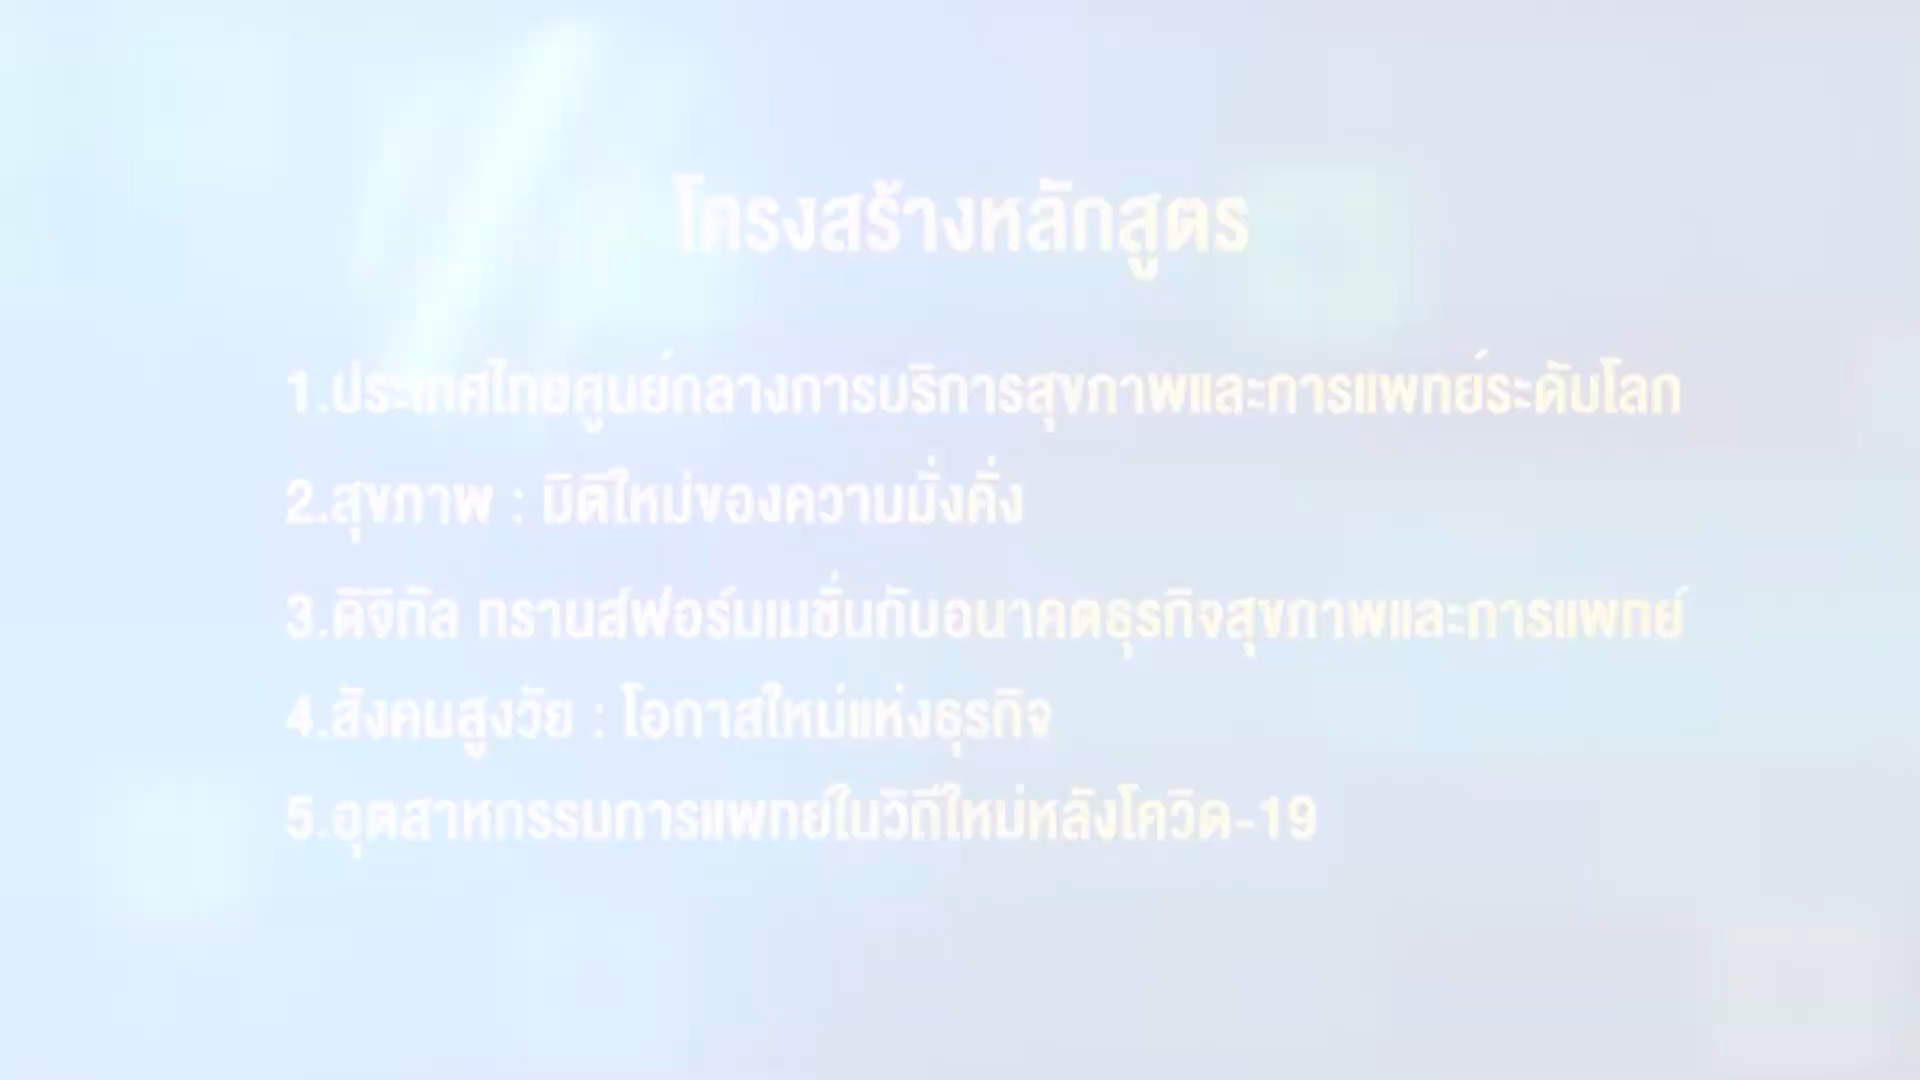 โครงสร้างหลักสูตร
1.ประเทศไทยศูนย์กลางการบริการสุขภาพและการแพทย์ระดับโลก
2.สุขภาพ : มิติใหม่ของความมั่งคั่ง
3.ดิจิทัล ทรานส์ฟอร์มเมชั่นกับอนาคตธุรกิจสุขภาพและการแพทย์
4.สังคมสูงวัย : โอกาสใหม่แห่งธุรกิจ
5.อุตสาหกรรมการแพทย์ในวิถีใหม่หลังโควิด-19